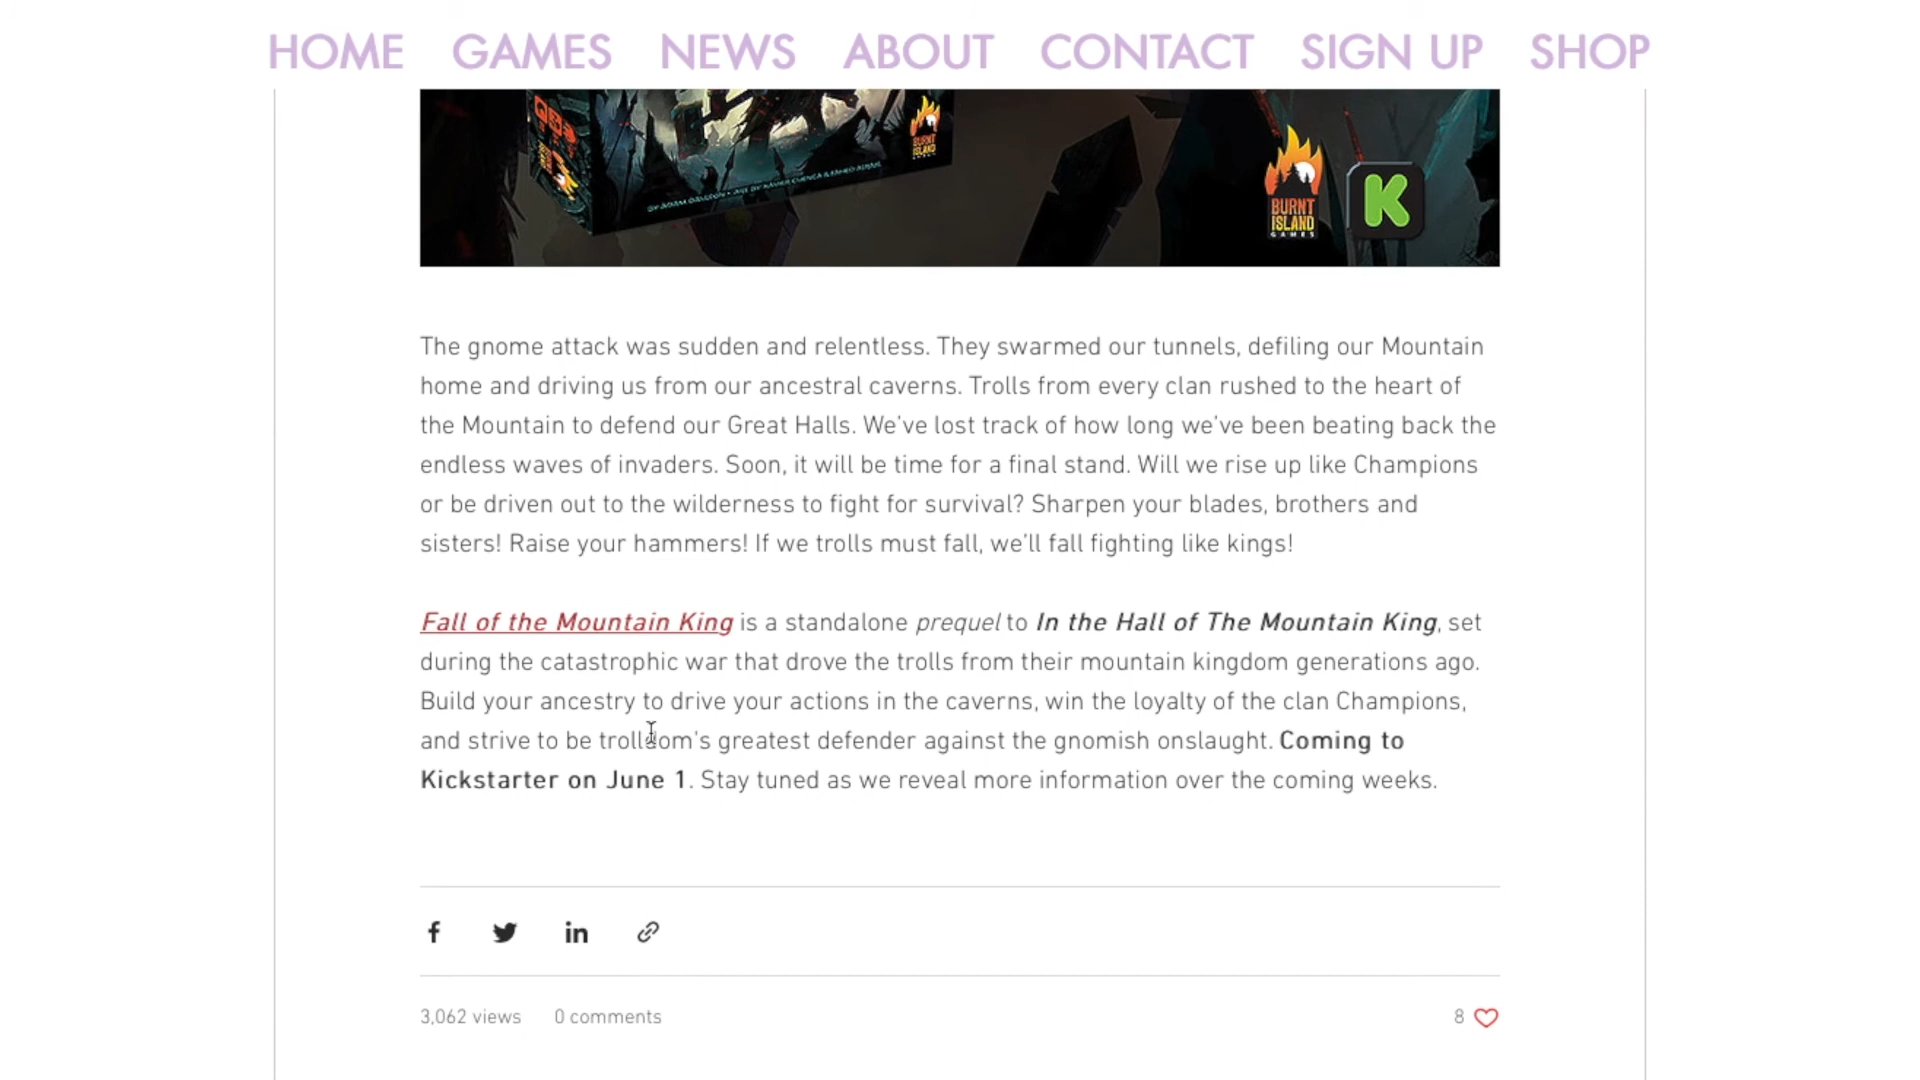 HOME GAMES NEWS ABOUT CONTACT SIGN UP SHOP
BURNT
ISLAND
GAMES
K
BURNT
ISLAND
The gnome attack was sudden and relentless. They swarmed our tunnels, defiling our Mountain
home and driving us from our ancestral caverns. Trolls from every clan rushed to the heart of
the Mountain to defend our Great Halls. We've lost track of how long we've been beating back the
endless waves of invaders. Soon, it will be time for a final stand. Will we rise up like Champions
or be driven out to the wilderness to fight for survival? Sharpen your blades, brothers and
sisters! Raise your hammers! If we trolls must fall, we'll fall fighting like kings!
Fall of the Mountain King is a standalone prequel to In the Hall of The Mountain King, set
during the catastrophic war that drove the trolls from their mountain kingdom generations ago.
Build your ancestry to drive your actions in the caverns, win the loyalty of the clan Champions,
and strive to be trollsdom's greatest defender against the gnomish onslaught. Coming to
Kickstarter on June 1. Stay tuned as we reveal more information over the coming weeks.
f in
3,062 views 0 comments 8